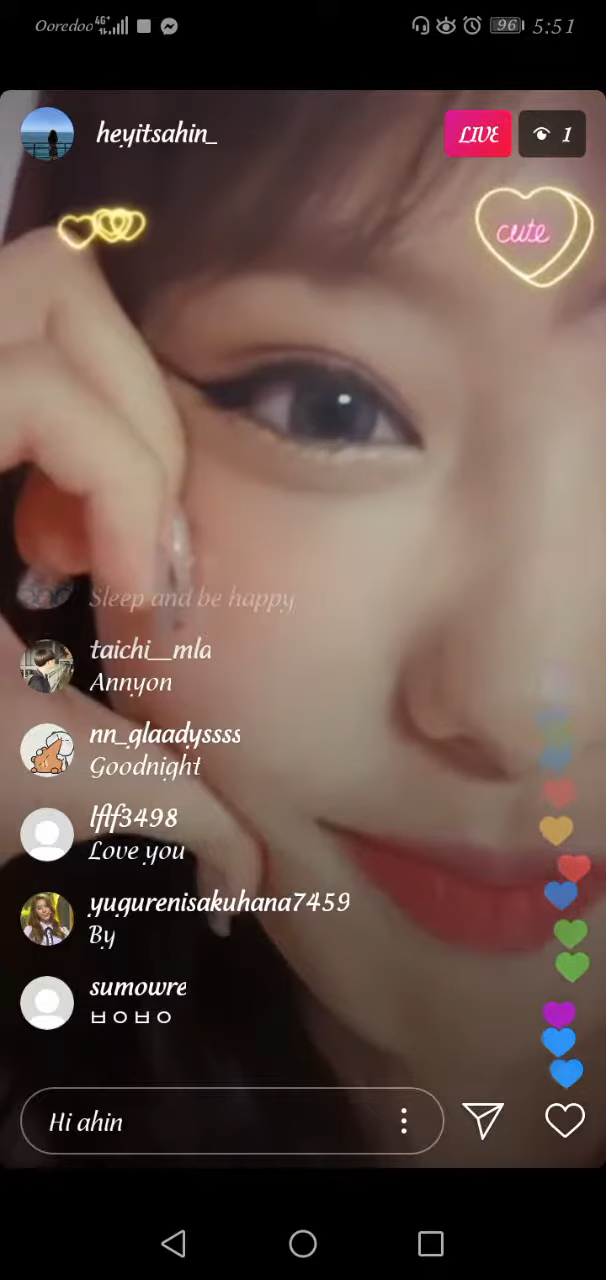 Ooredoo 4G+ 96 5:51
heyitsahin_ LIVE 1
cute
Sleep and be happy
taichi__mla
Annyon
nn_glaadyssss
Goodnight
lflf3498
Love you
yugurenisakuhana7459
By
sumowre
ㅂㅇㅂㅇ
Hi ahin